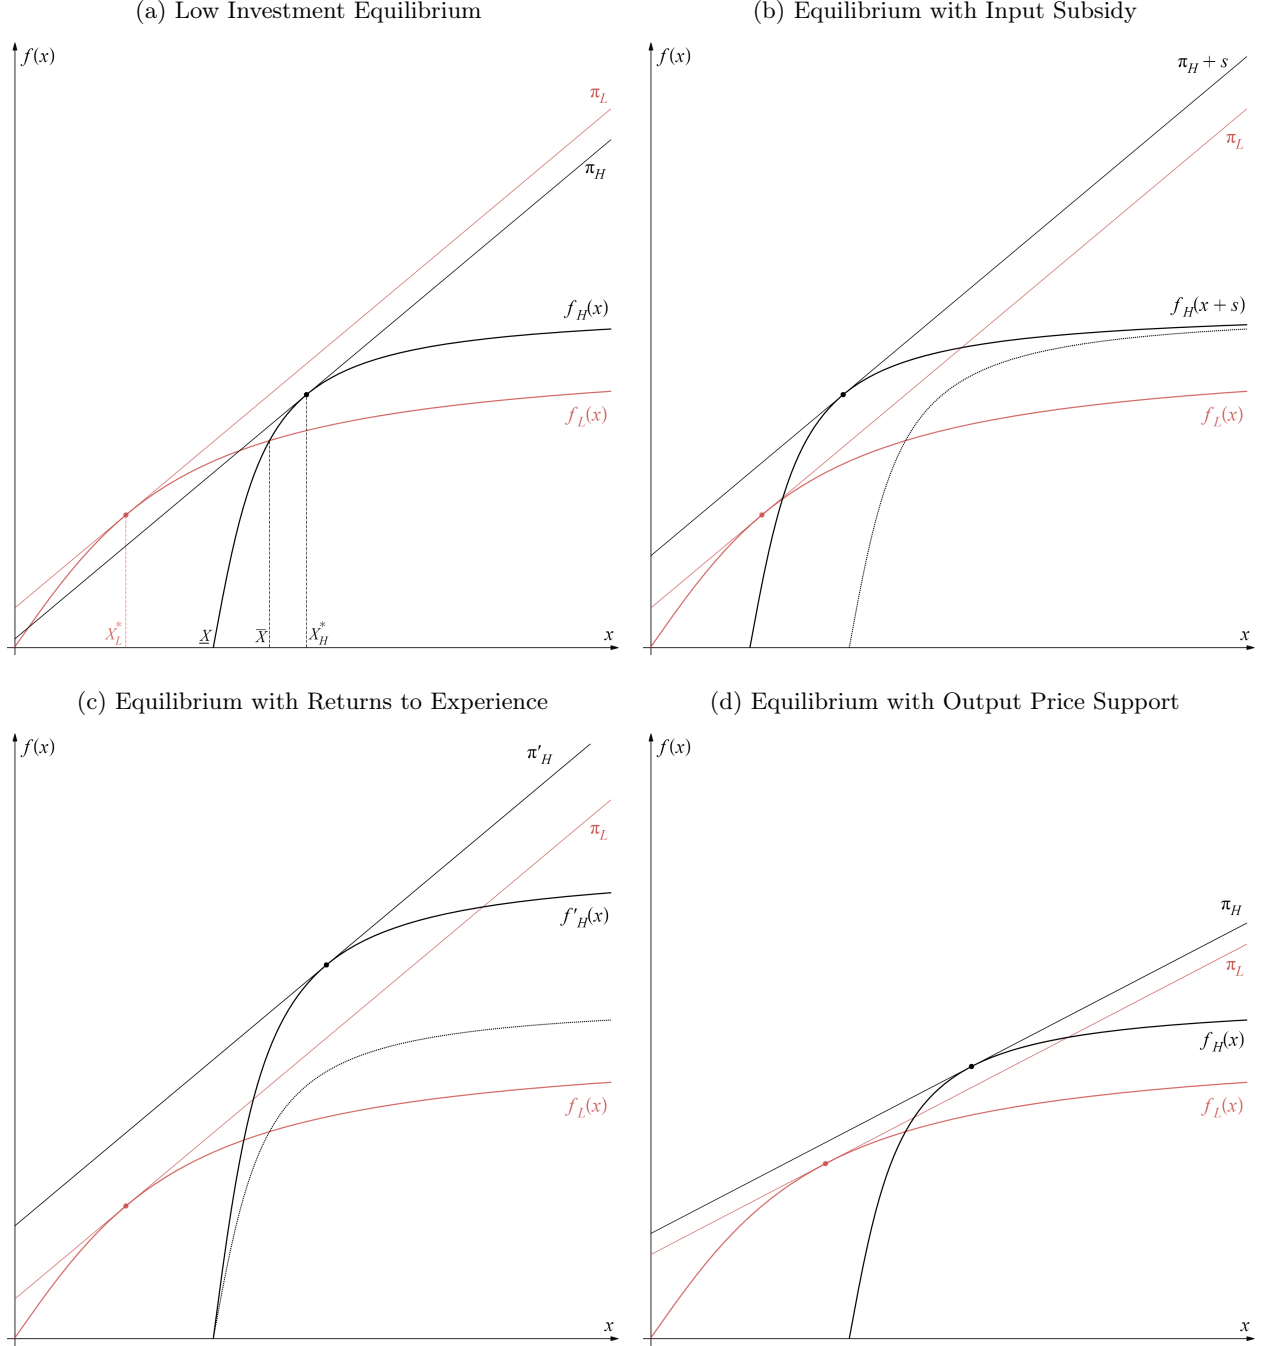 (a) Low Investment Equilibrium
f(x)
π_L
π_H
f_H(x)
f_L(x)
X_L^* X̲ X̅ X_H^* x
(b) Equilibrium with Input Subsidy
f(x)
π_H + s
π_L
f_H(x + s)
f_L(x)
x
(c) Equilibrium with Returns to Experience
f(x)
π'_H
π_L
f'_H(x)
f_L(x)
x
(d) Equilibrium with Output Price Support
f(x)
π_H
π_L
f_H(x)
f_L(x)
x